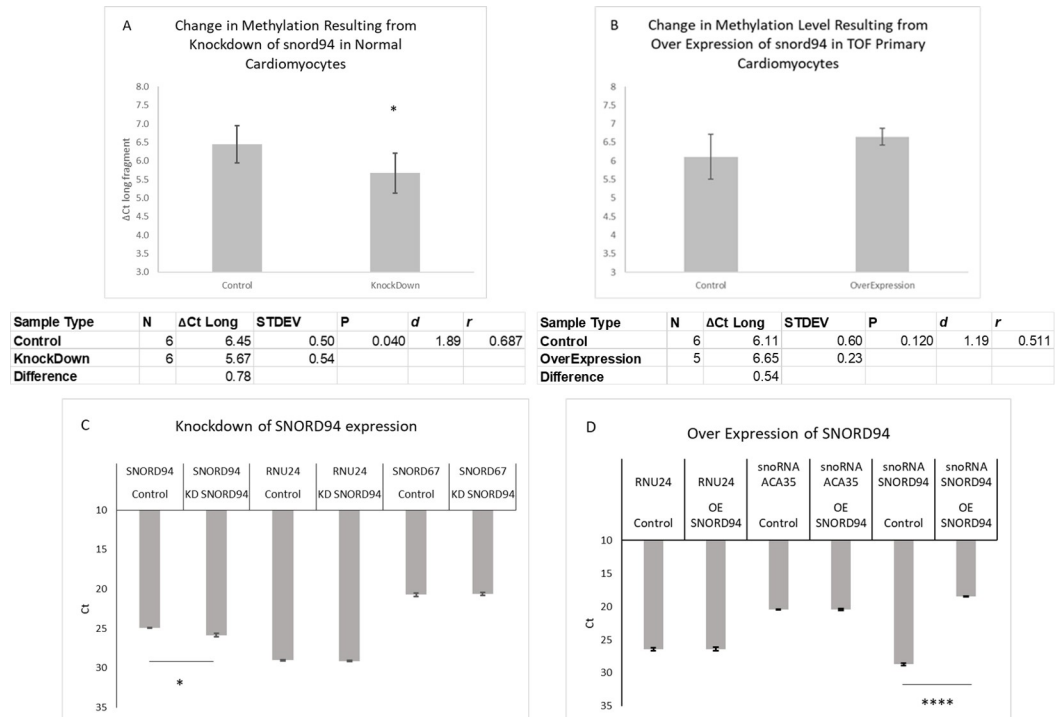 A
Change in Methylation Resulting from
Knockdown of snord94 in Normal
Cardiomyocytes
8.0
7.5
7.0
6.5
6.0
5.5
5.0
4.5
4.0
3.5
3.0
ΔCt long fragment
*
Control
KnockDown
B
Change in Methylation Level Resulting from
Over Expression of snord94 in TOF Primary
Cardiomyocytes
8
7.5
7
6.5
6
5.5
5
4.5
4
3.5
3
Control
OverExpression
Sample Type N ΔCt Long STDEV P d r
Control 6 6.45 0.50 0.040 1.89 0.687
KnockDown 6 5.67 0.54
Difference 0.78
Sample Type N ΔCt Long STDEV P d r
Control 6 6.11 0.60 0.120 1.19 0.511
OverExpression 5 6.65 0.23
Difference 0.54
C
Knockdown of SNORD94 expression
SNORD94 SNORD94 RNU24 RNU24 SNORD67 SNORD67
Control KD SNORD94 Control KD SNORD94 Control KD SNORD94
10
15
20
25
30
35
Ct
*
D
Over Expression of SNORD94
RNU24 RNU24 snoRNA ACA35 snoRNA ACA35 snoRNA SNORD94 snoRNA SNORD94
Control OE SNORD94 Control OE SNORD94 Control OE SNORD94
10
15
20
25
30
35
Ct
****